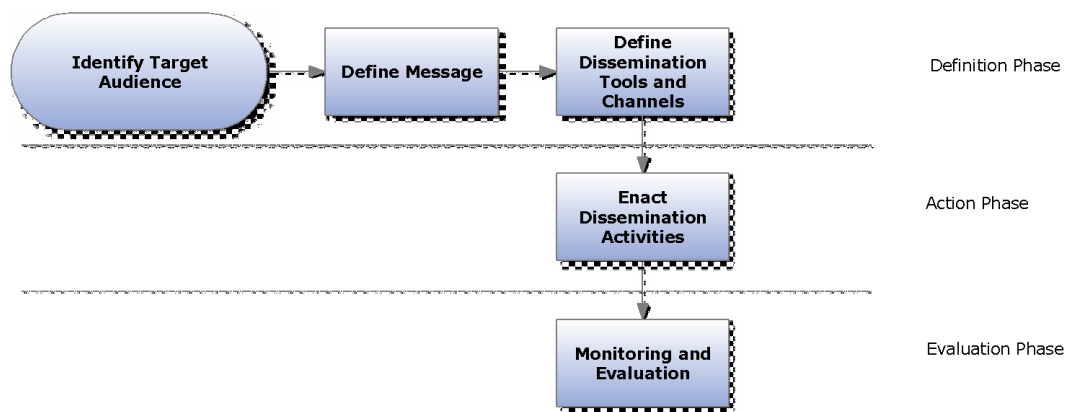 Identify Target
Audience
Define Message
Define
Dissemination
Tools and
Channels
Definition Phase
Enact
Dissemination
Activities
Action Phase
Monitoring and
Evaluation
Evaluation Phase